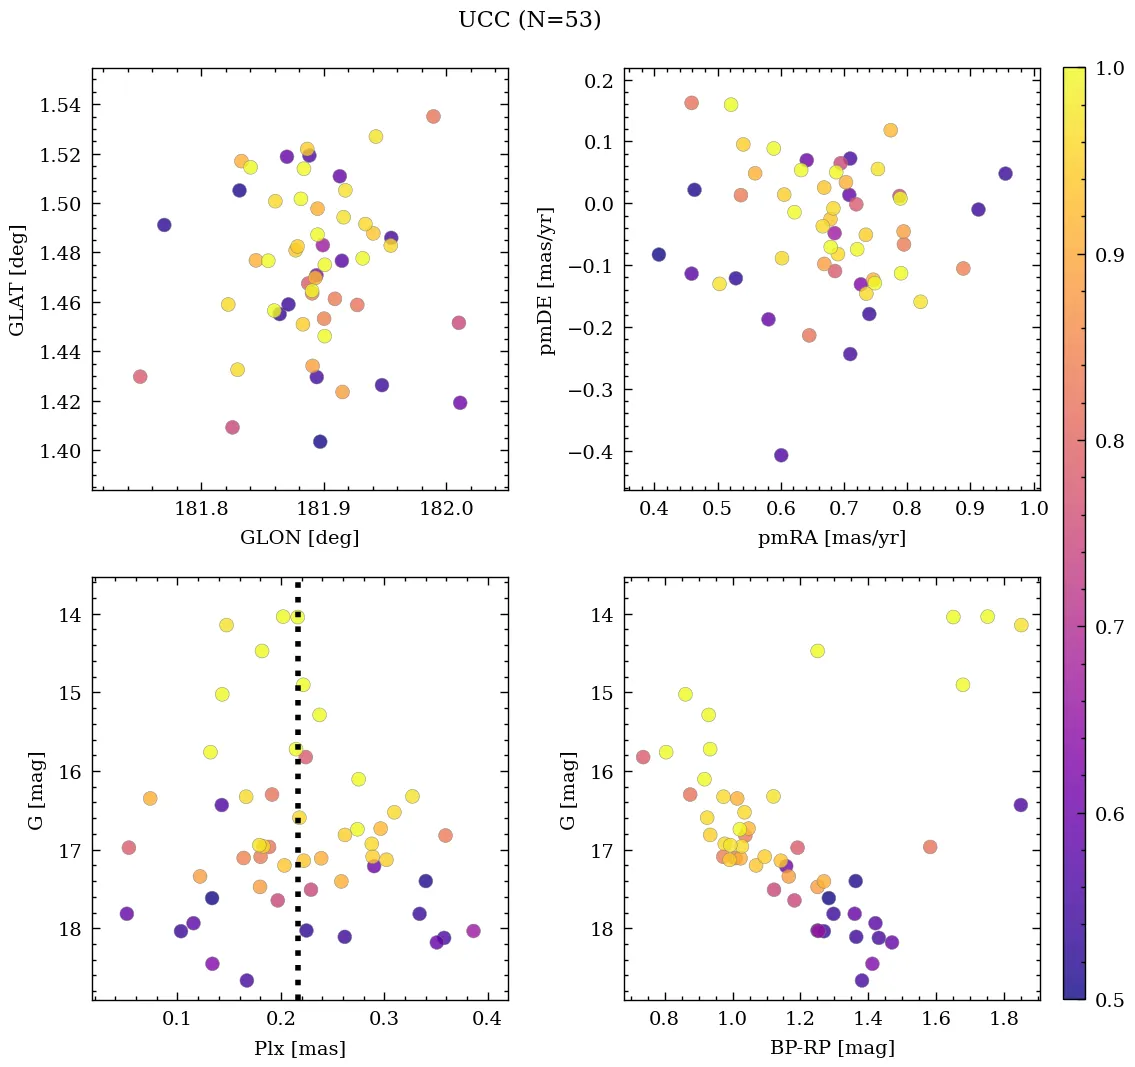 UCC (N=53)
1.54
1.52
1.50
1.48
1.46
1.44
1.42
1.40
GLAT [deg]
181.8 181.9 182.0
GLON [deg]
0.2
0.1
0.0
−0.1
−0.2
−0.3
−0.4
pmDE [mas/yr]
0.4 0.5 0.6 0.7 0.8 0.9 1.0
pmRA [mas/yr]
14
15
16
17
18
G [mag]
0.1 0.2 0.3 0.4
Plx [mas]
14
15
16
17
18
G [mag]
0.8 1.0 1.2 1.4 1.6 1.8
BP-RP [mag]
1.0
0.9
0.8
0.7
0.6
0.5